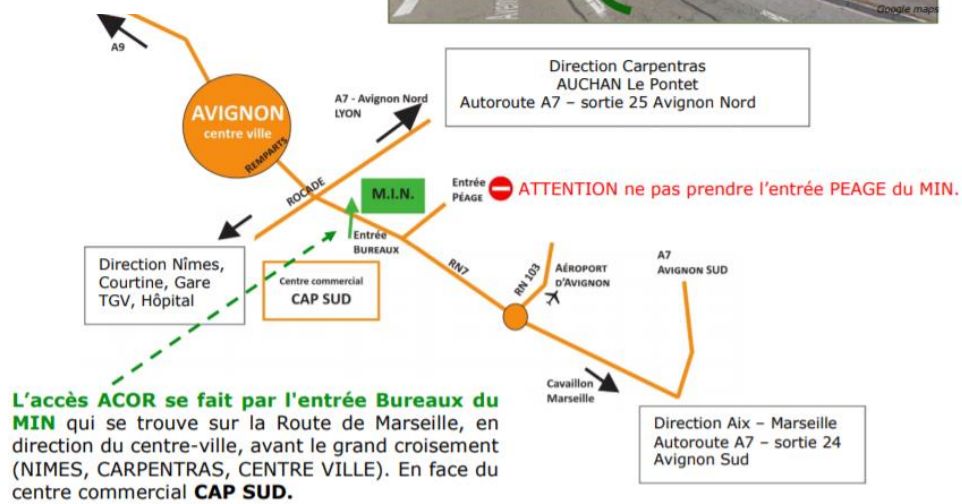 Google maps
A9
AVIGNON
centre ville
REMPARTS
A7 - Avignon Nord
LYON
Direction Carpentras
AUCHAN Le Pontet
Autoroute A7 – sortie 25 Avignon Nord
ROCADE
M.I.N.
Entrée
PÉAGE
ATTENTION ne pas prendre l'entrée PEAGE du MIN.
Entrée
BUREAUX
Direction Nîmes,
Courtine, Gare
TGV, Hôpital
Centre commercial
CAP SUD
RN7
RN 103
AÉROPORT
D'AVIGNON
A7
AVIGNON SUD
Cavaillon
Marseille
Direction Aix – Marseille
Autoroute A7 – sortie 24
Avignon Sud
L'accès ACOR se fait par l'entrée Bureaux du
MIN qui se trouve sur la Route de Marseille, en
direction du centre-ville, avant le grand croisement
(NIMES, CARPENTRAS, CENTRE VILLE). En face du
centre commercial CAP SUD.